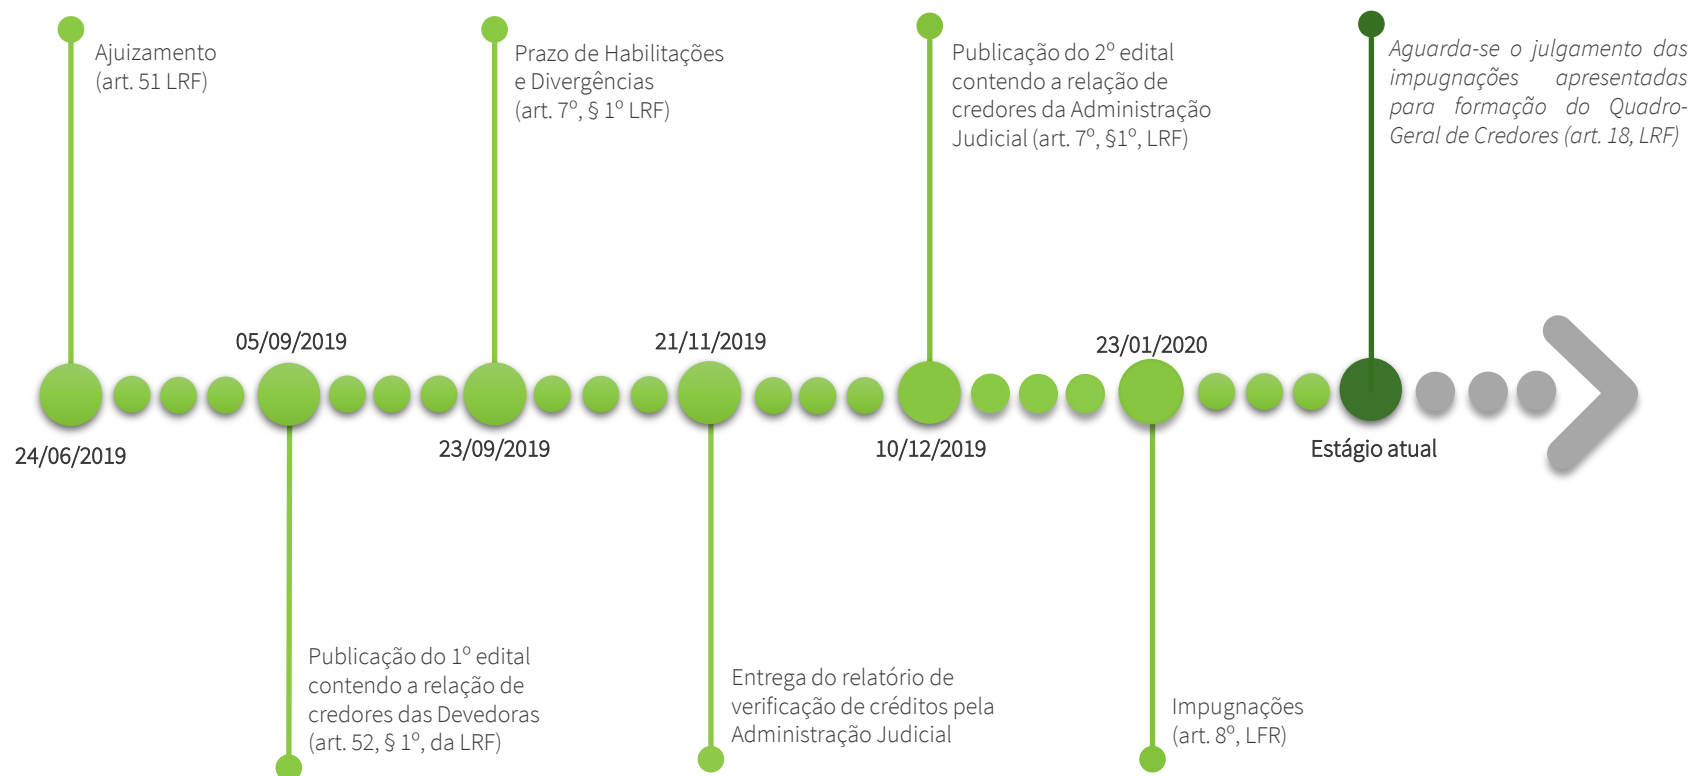 Ajuizamento
(art. 51 LRF)
Prazo de Habilitações
e Divergências
(art. 7º, § 1º LRF)
Publicação do 2º edital
contendo a relação de
credores da Administração
Judicial (art. 7º, §1º, LRF)
Aguarda-se o julgamento das
impugnações apresentadas
para formação do Quadro-
Geral de Credores (art. 18, LRF)
05/09/2019
21/11/2019
23/01/2020
24/06/2019
23/09/2019
10/12/2019
Estágio atual
Publicação do 1º edital
contendo a relação de
credores das Devedoras
(art. 52, § 1º, da LRF)
Entrega do relatório de
verificação de créditos pela
Administração Judicial
Impugnações
(art. 8º, LFR)